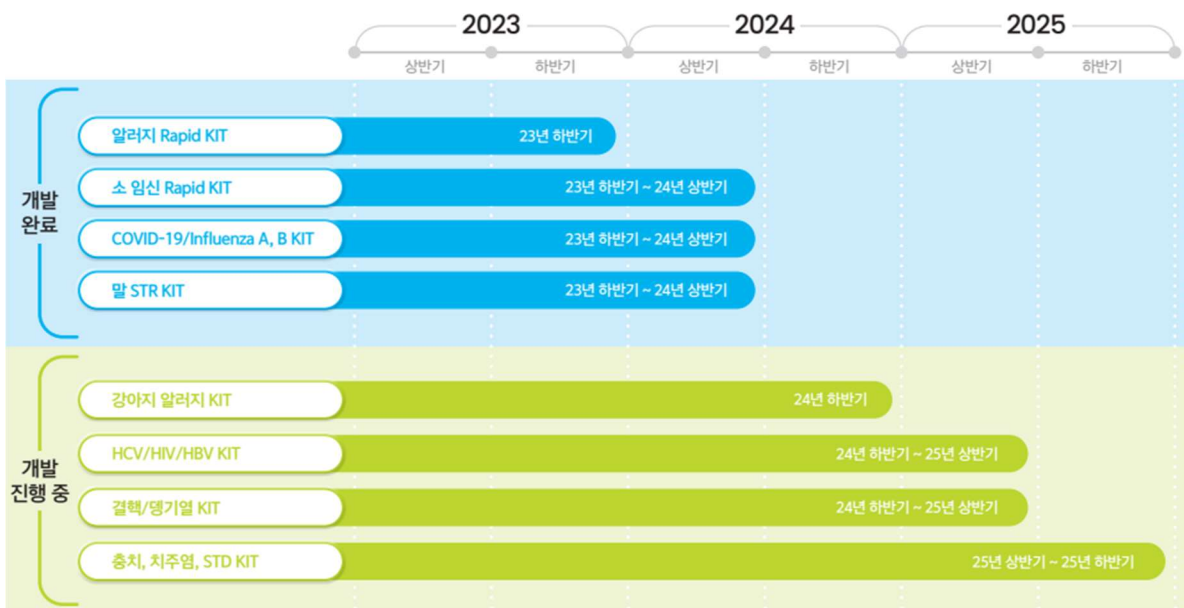 2023 2024 2025
상반기 하반기 상반기 하반기 상반기 하반기
개발
완료
알러지 Rapid KIT 23년 하반기
소 임신 Rapid KIT 23년 하반기 ~ 24년 상반기
COVID-19/Influenza A, B KIT 23년 하반기 ~ 24년 상반기
말 STR KIT 23년 하반기 ~ 24년 상반기
개발
진행 중
강아지 알러지 KIT 24년 하반기
HCV/HIV/HBV KIT 24년 하반기 ~ 25년 상반기
결핵/뎅기열 KIT 24년 하반기 ~ 25년 상반기
충치, 치주염, STD KIT 25년 상반기 ~ 25년 하반기